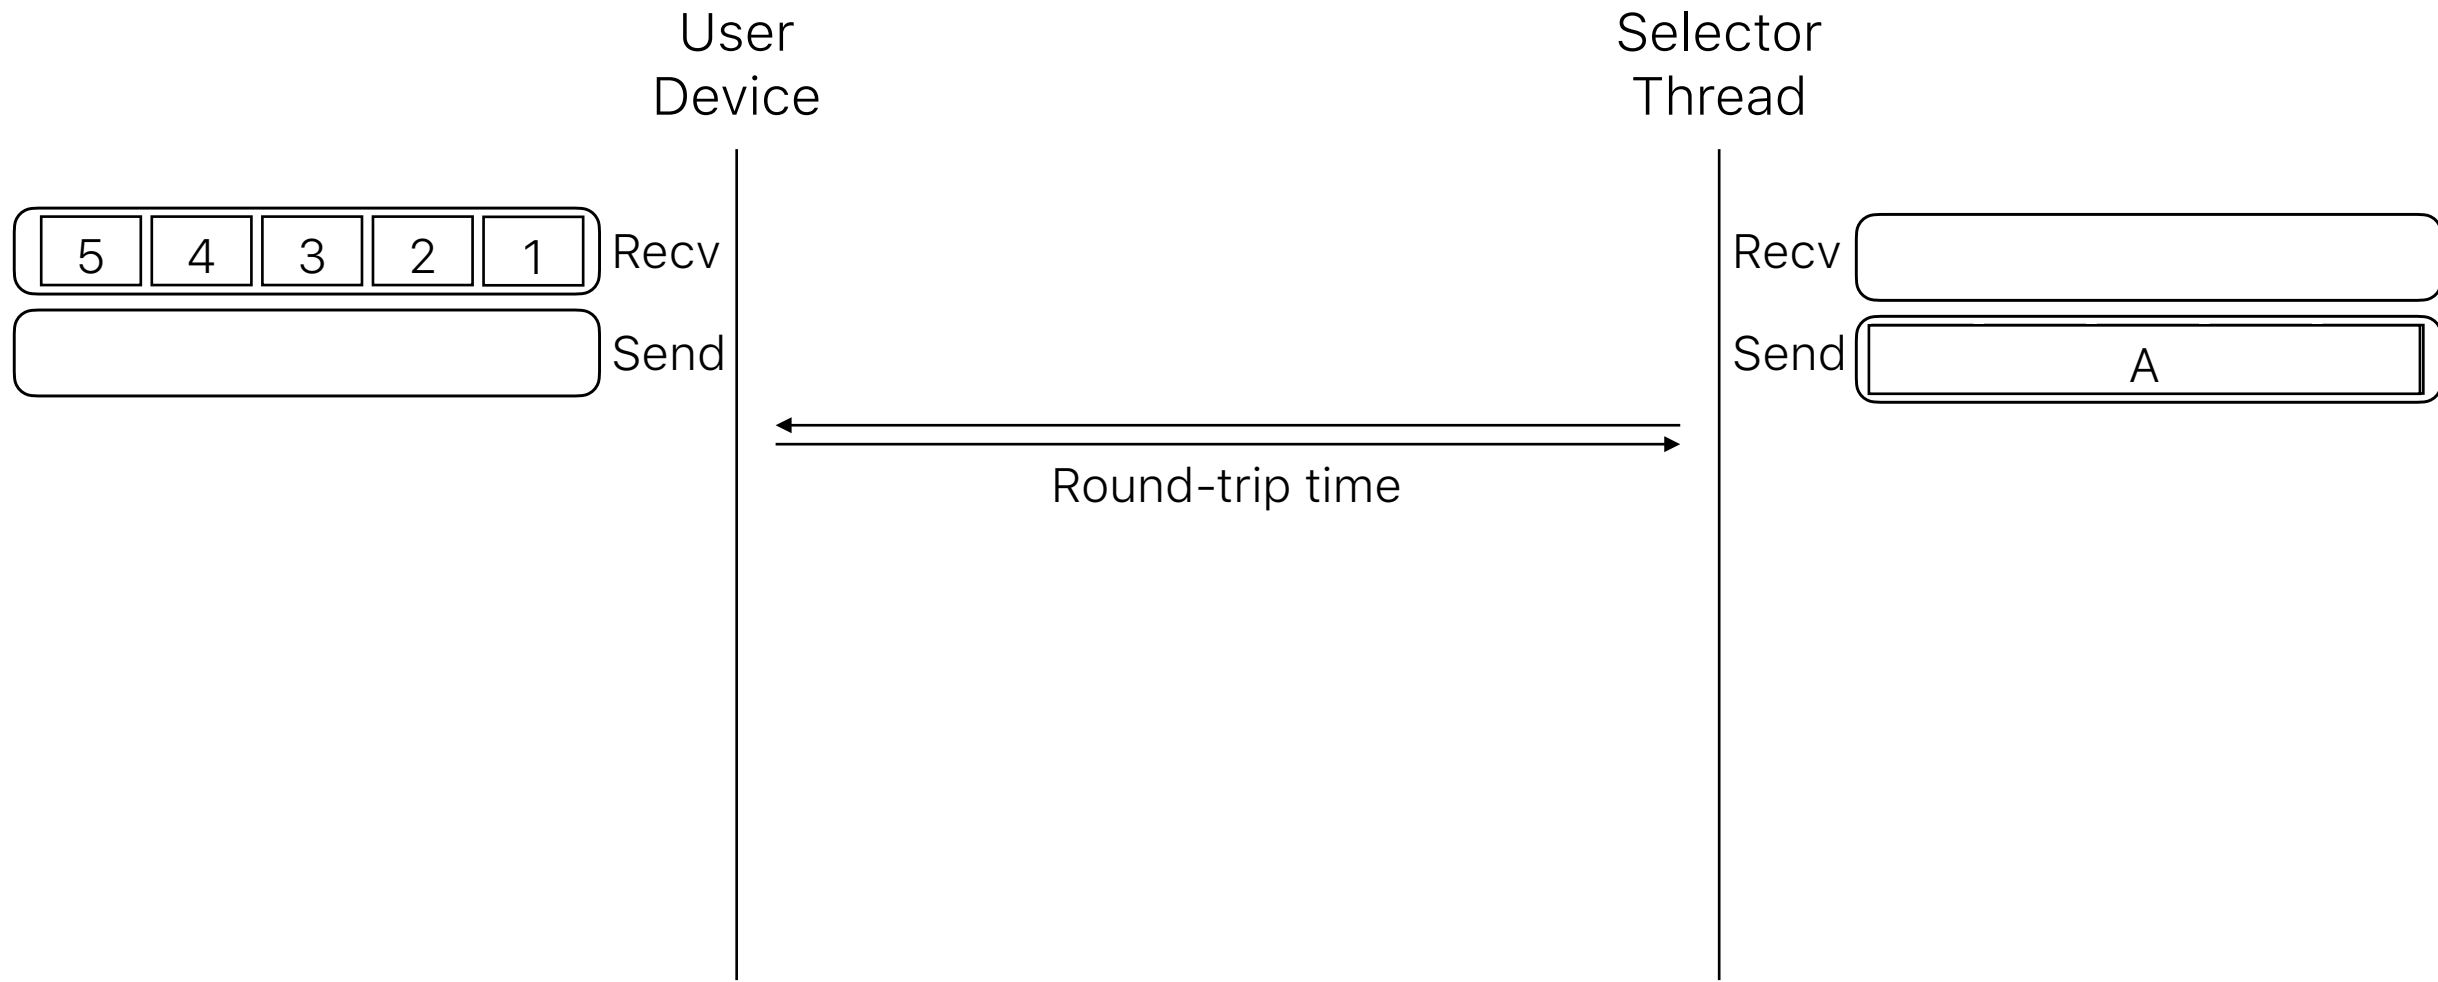 User
Device
Selector
Thread
5 4 3 2 1 Recv
Send
Recv
Send A
Round-trip time